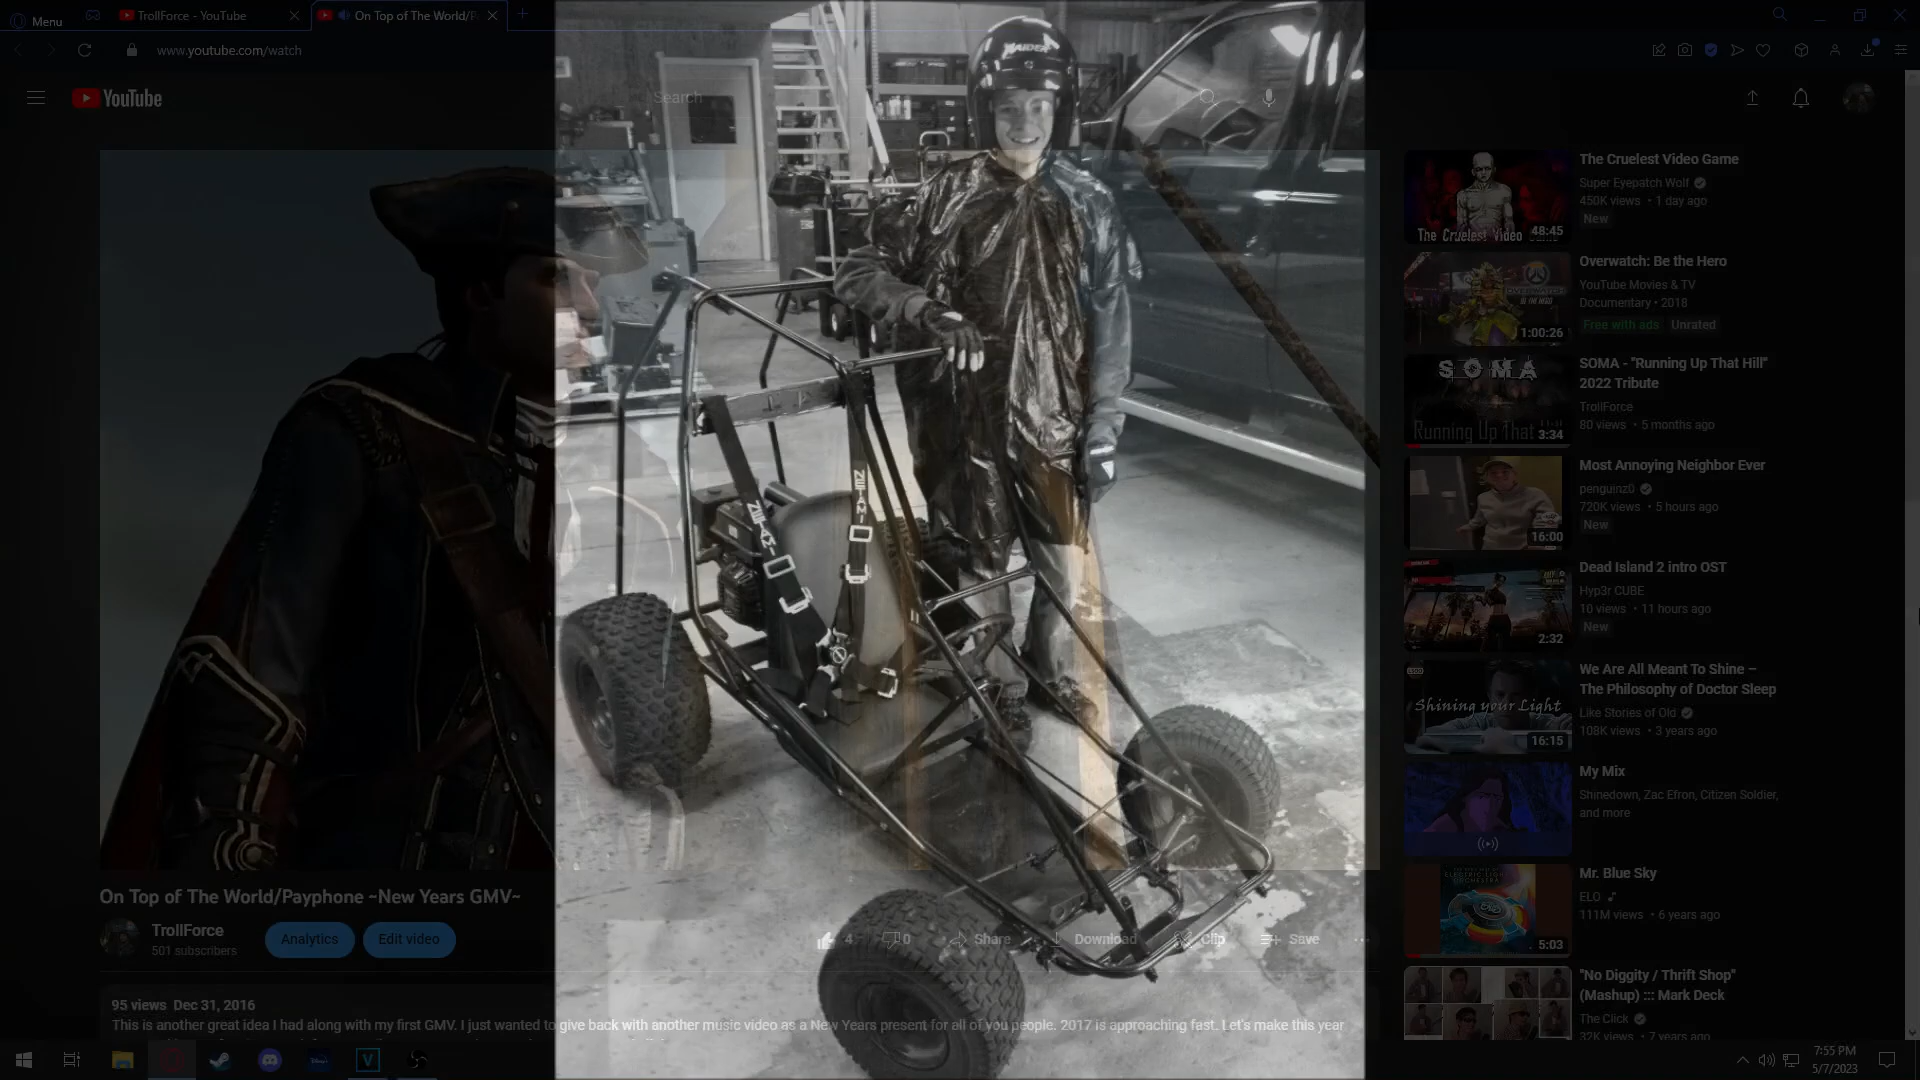 Menu
TrollForce - YouTube
On Top of The World/P
www.youtube.com/watch
YouTube
Search
RAIDER
NETAMI
NETAMI
On Top of The World/Payphone ~New Years GMV~
TrollForce
501 subscribers
Analytics
Edit video
4
0
Share
Download
Clip
Save
95 views Dec 31, 2016
This is another great idea I had along with my first GMV. I just wanted to give back with another music video as a New Years present for all of you people. 2017 is approaching fast. Let's make this year
The Cruelest Video Game
Super Eyepatch Wolf
450K views • 1 day ago
New
The Cruelest Video
48:45
Overwatch: Be the Hero
YouTube Movies & TV
Documentary • 2018
Free with ads Unrated
1:00:26
SOMA - "Running Up That Hill"
2022 Tribute
TrollForce
80 views • 5 months ago
SOMA
Running Up That
3:34
Most Annoying Neighbor Ever
penguinz0
720K views • 5 hours ago
New
16:00
Dead Island 2 intro OST
Hyp3r CUBE
10 views • 11 hours ago
New
2:32
We Are All Meant To Shine –
The Philosophy of Doctor Sleep
Like Stories of Old
108K views • 3 years ago
Shining your Light
16:15
My Mix
Shinedown, Zac Efron, Citizen Soldier,
and more
Mr. Blue Sky
ELO
111M views • 6 years ago
5:03
"No Diggity / Thrift Shop"
(Mashup) ::: Mark Deck
The Click
32K views • 7 years ago
7:55 PM
5/7/2023